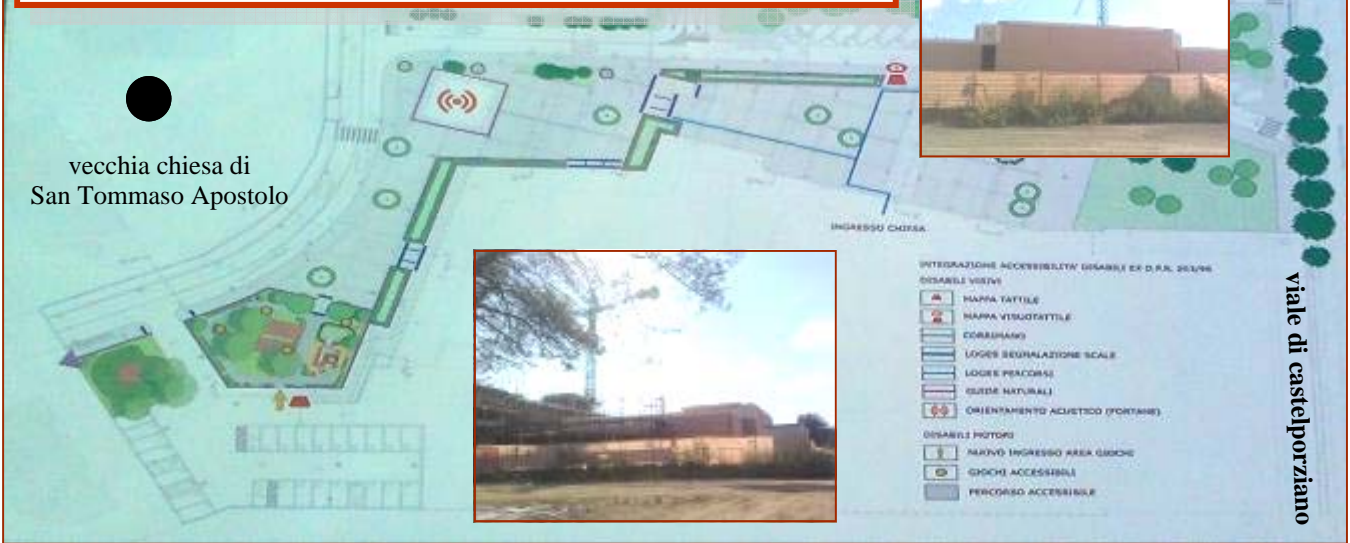 vecchia chiesa di
San Tommaso Apostolo
INGRESSO CHIESA
INTEGRAZIONE ACCESSIBILITA' DISABILI EX D.P.R. 503/96
DISABILI VISIVI
MAPPA TATTILE
MAPPA VISUOTATTILE
CORRIMANO
LOGES SEGNALAZIONE SCALE
LOGES PERCORSI
GUIDE NATURALI
ORIENTAMENTO ACUSTICO (FONTANE)
DISABILI MOTORI
NUOVO INGRESSO AREA GIOCHI
GIOCHI ACCESSIBILI
PERCORSO ACCESSIBILE
viale di castelporziano